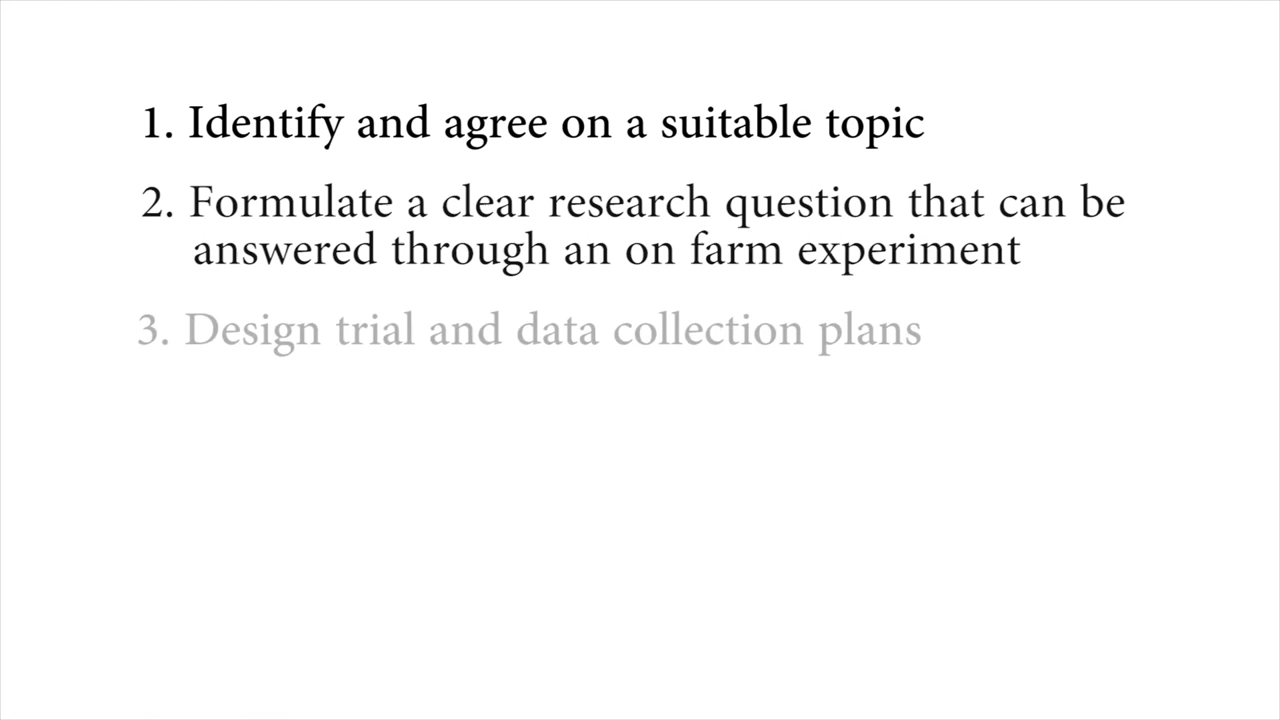 1. Identify and agree on a suitable topic
2. Formulate a clear research question that can be
answered through an on farm experiment
3. Design trial and data collection plans